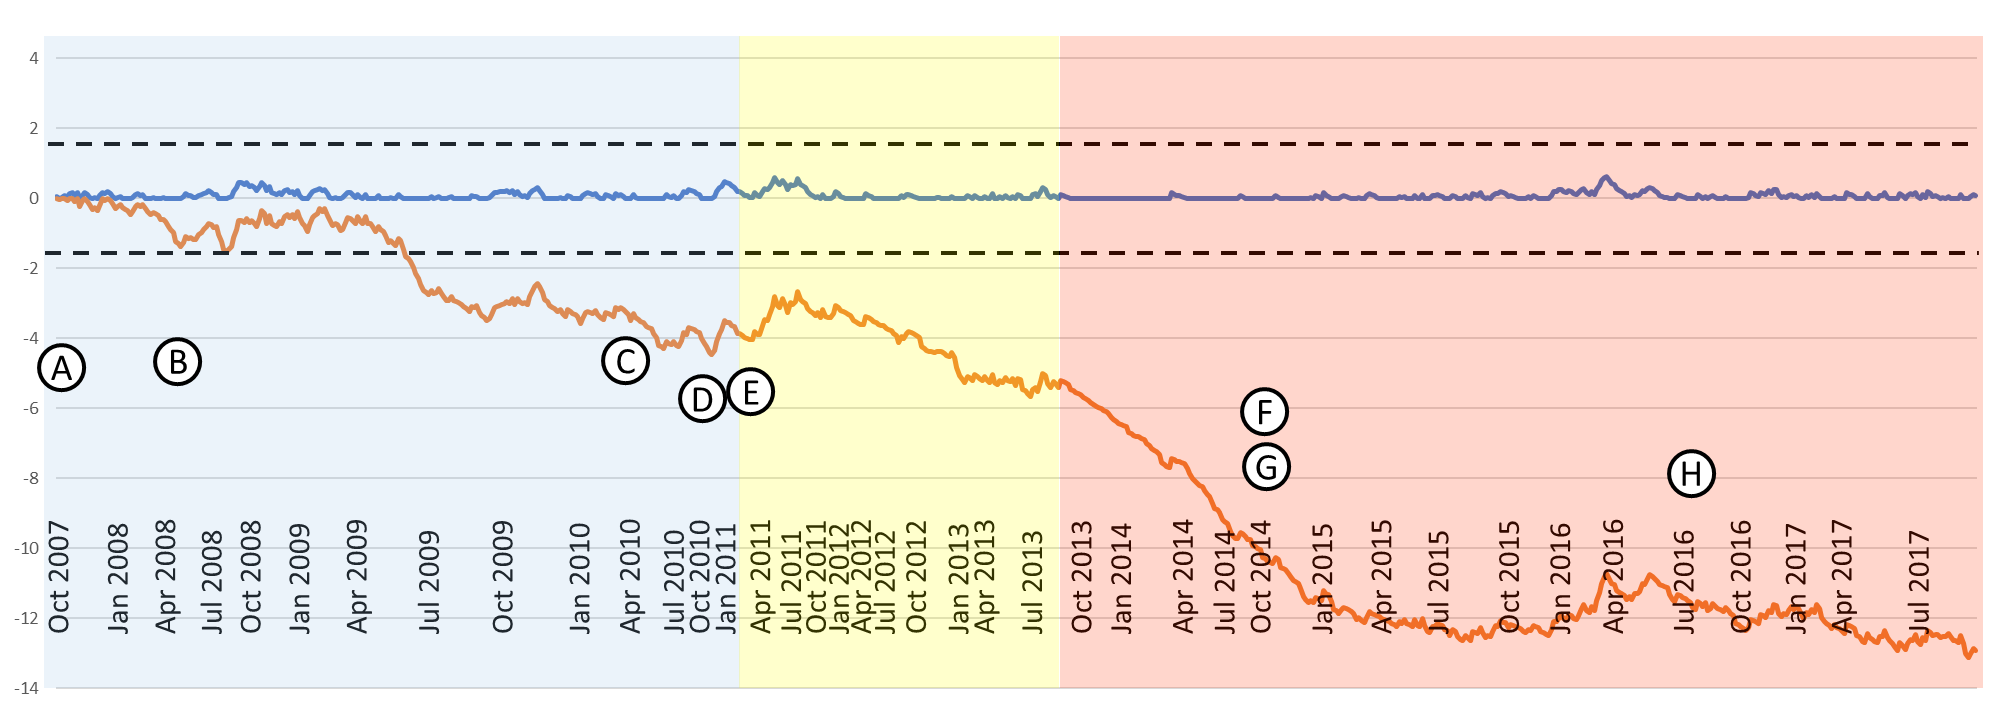 4
2
0
-2
-4
-6
-8
-10
-12
-14
A
B
C
D
E
F
G
H
Oct 2007
Jan 2008
Apr 2008
Jul 2008
Oct 2008
Jan 2009
Apr 2009
Jul 2009
Oct 2009
Jan 2010
Apr 2010
Jul 2010
Oct 2010
Jan 2011
Apr 2011
Jul 2011
Oct 2011
Jan 2012
Apr 2012
Jul 2012
Oct 2012
Jan 2013
Apr 2013
Jul 2013
Oct 2013
Jan 2014
Apr 2014
Jul 2014
Oct 2014
Jan 2015
Apr 2015
Jul 2015
Oct 2015
Jan 2016
Apr 2016
Jul 2016
Oct 2016
Jan 2017
Apr 2017
Jul 2017